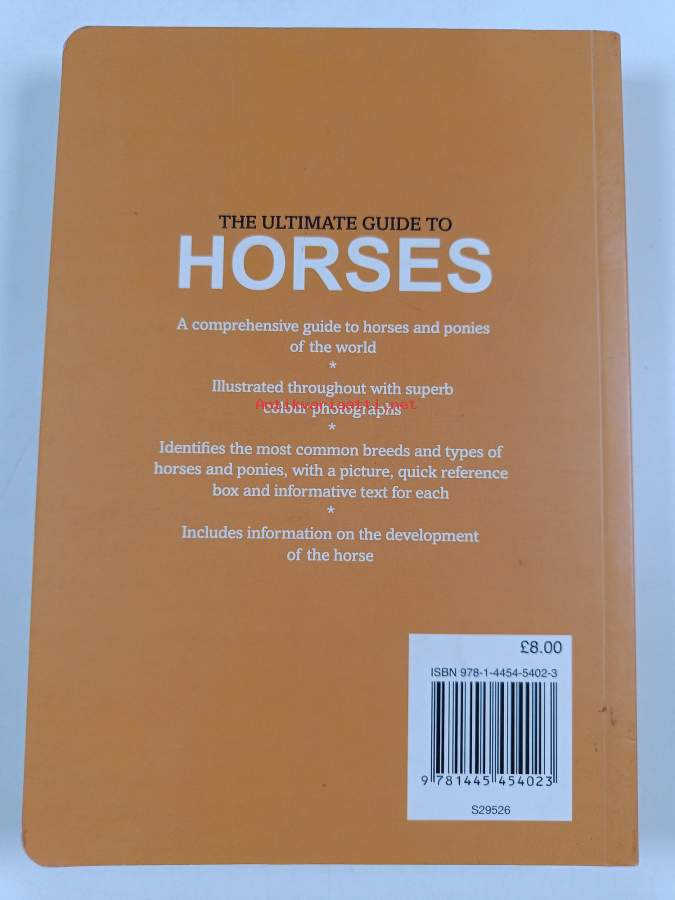 THE ULTIMATE GUIDE TO
HORSES
A comprehensive guide to horses and ponies
of the world
*
Illustrated throughout with superb
Antikvariaatti.net
colour photographs
*
Identifies the most common breeds and types of
horses and ponies, with a picture, quick reference
box and informative text for each
*
Includes information on the development
of the horse
£8.00
ISBN 978-1-4454-5402-3
9 781445 454023
S29526